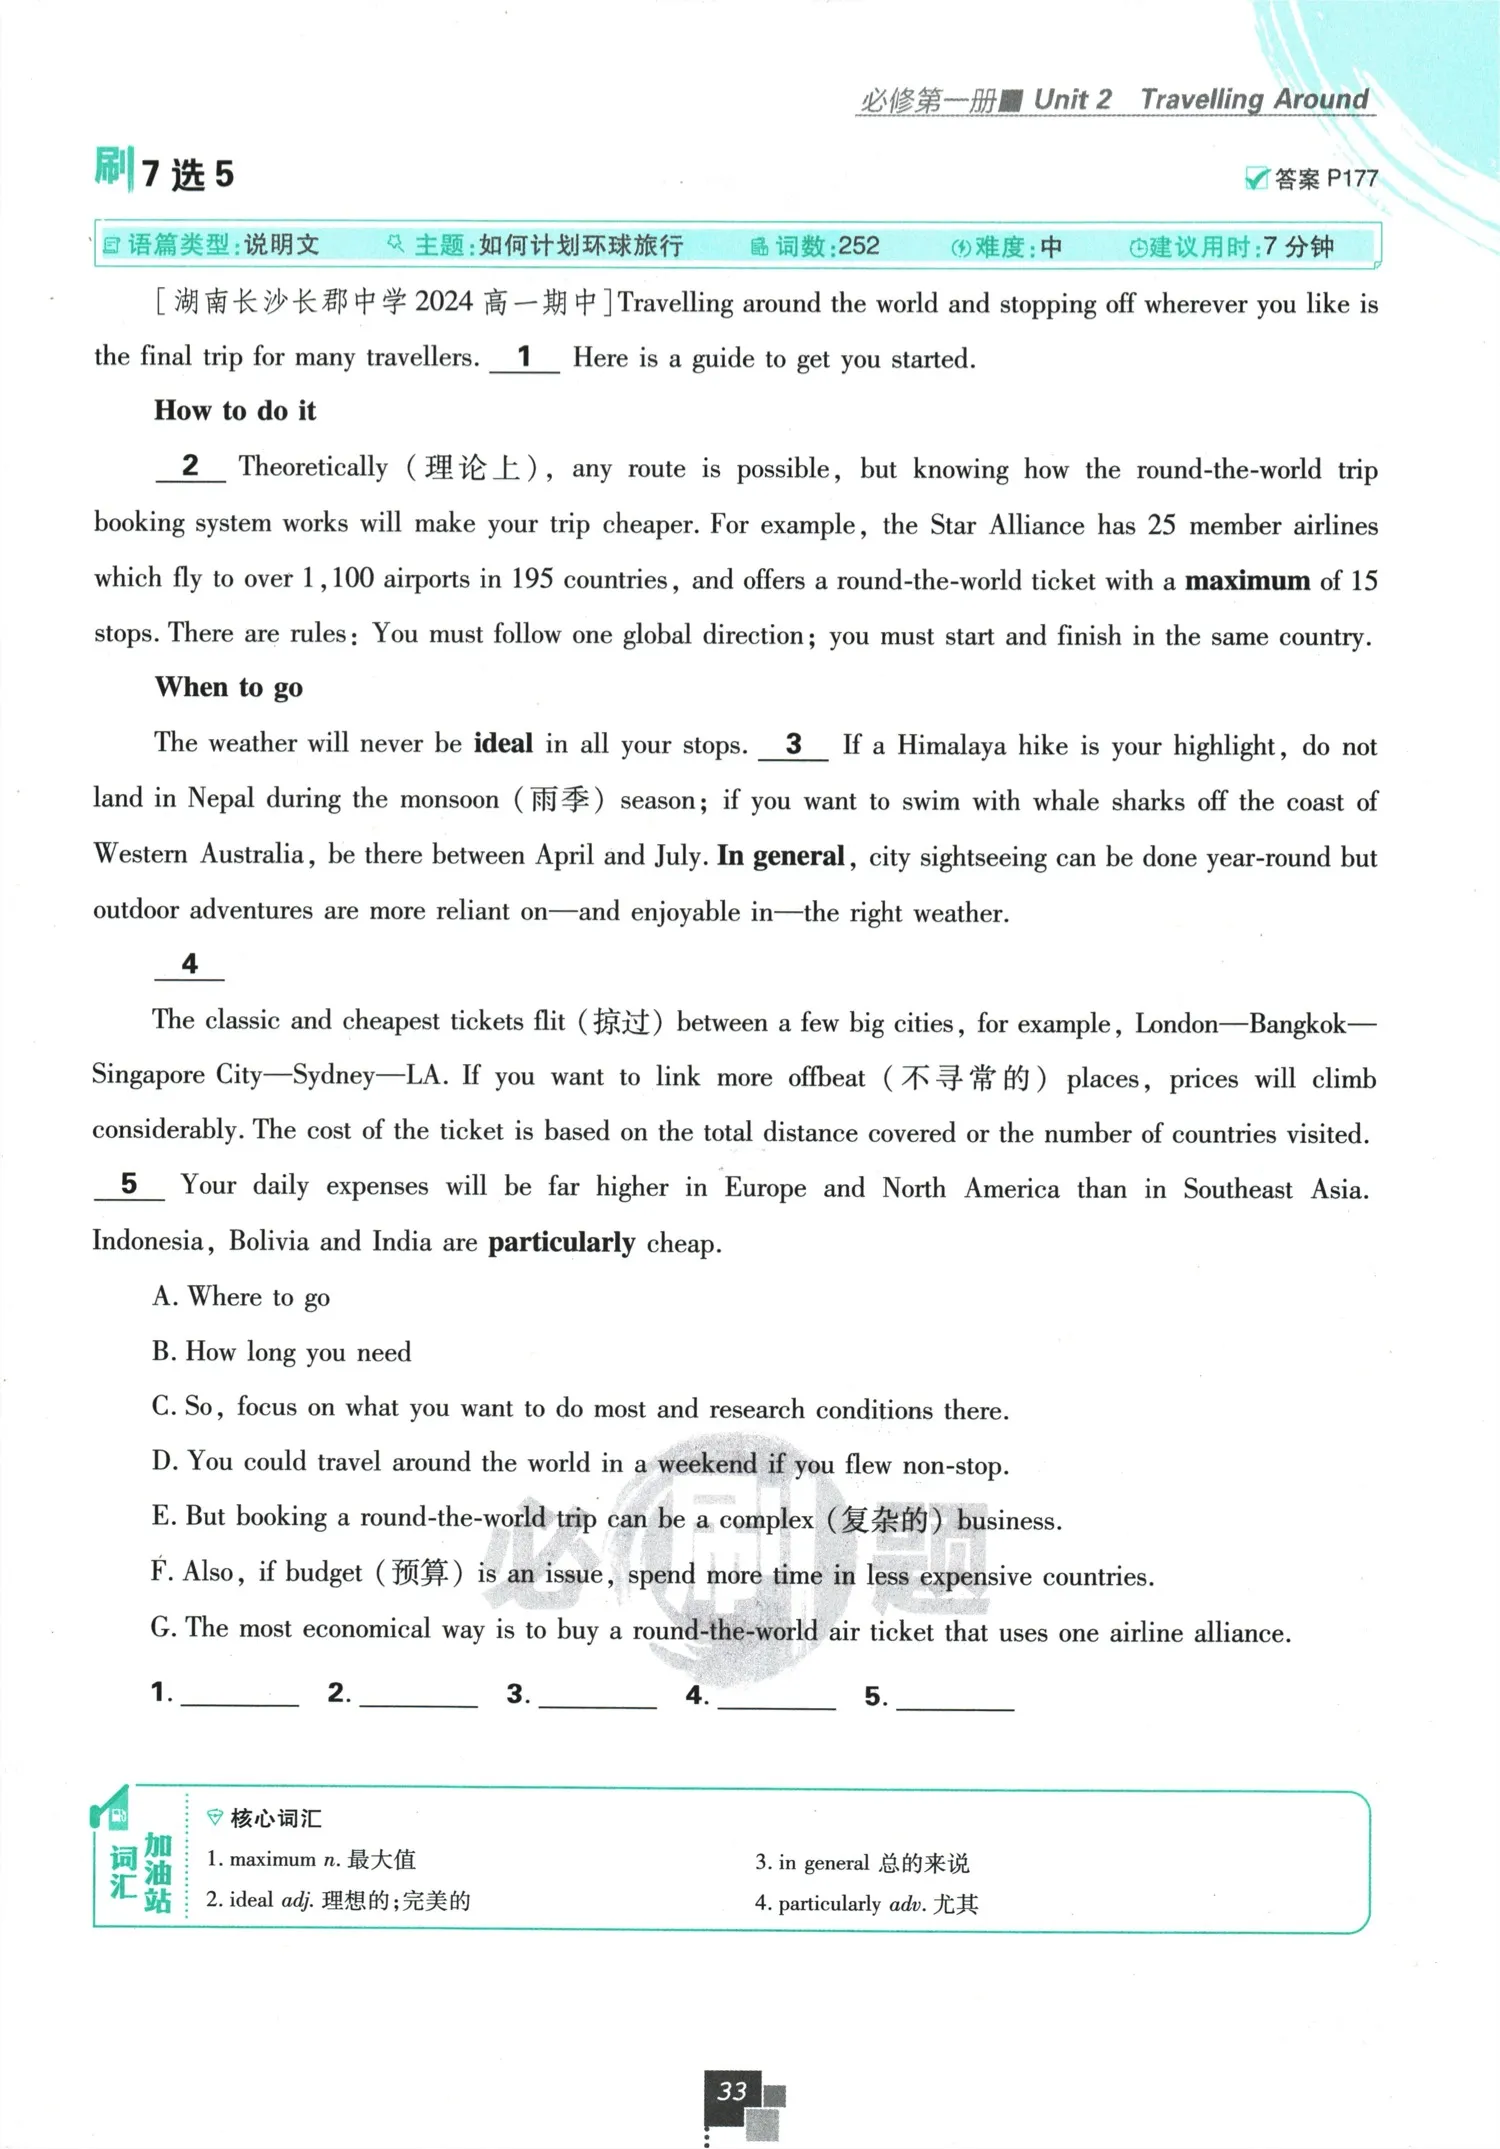 必修第一册■ Unit 2 Travelling Around
刷 7 选 5
答案 P177
语篇类型:说明文 主题:如何计划环球旅行 词数:252 难度:中 建议用时:7 分钟
[湖南长沙长郡中学 2024 高一期中]Travelling around the world and stopping off wherever you like is
the final trip for many travellers. 1 Here is a guide to get you started.
How to do it
2 Theoretically (理论上), any route is possible, but knowing how the round-the-world trip
booking system works will make your trip cheaper. For example, the Star Alliance has 25 member airlines
which fly to over 1,100 airports in 195 countries, and offers a round-the-world ticket with a maximum of 15
stops. There are rules: You must follow one global direction; you must start and finish in the same country.
When to go
The weather will never be ideal in all your stops. 3 If a Himalaya hike is your highlight, do not
land in Nepal during the monsoon (雨季) season; if you want to swim with whale sharks off the coast of
Western Australia, be there between April and July. In general, city sightseeing can be done year-round but
outdoor adventures are more reliant on—and enjoyable in—the right weather.
4
The classic and cheapest tickets flit (掠过) between a few big cities, for example, London—Bangkok—
Singapore City—Sydney—LA. If you want to link more offbeat (不寻常的) places, prices will climb
considerably. The cost of the ticket is based on the total distance covered or the number of countries visited.
5 Your daily expenses will be far higher in Europe and North America than in Southeast Asia.
Indonesia, Bolivia and India are particularly cheap.
A. Where to go
B. How long you need
C. So, focus on what you want to do most and research conditions there.
D. You could travel around the world in a weekend if you flew non-stop.
E. But booking a round-the-world trip can be a complex (复杂的) business.
F. Also, if budget (预算) is an issue, spend more time in less expensive countries.
G. The most economical way is to buy a round-the-world air ticket that uses one airline alliance.
必刷题
1. 2. 3. 4. 5.
词汇加油站
核心词汇
1. maximum n. 最大值 3. in general 总的来说
2. ideal adj. 理想的;完美的 4. particularly adv. 尤其
33